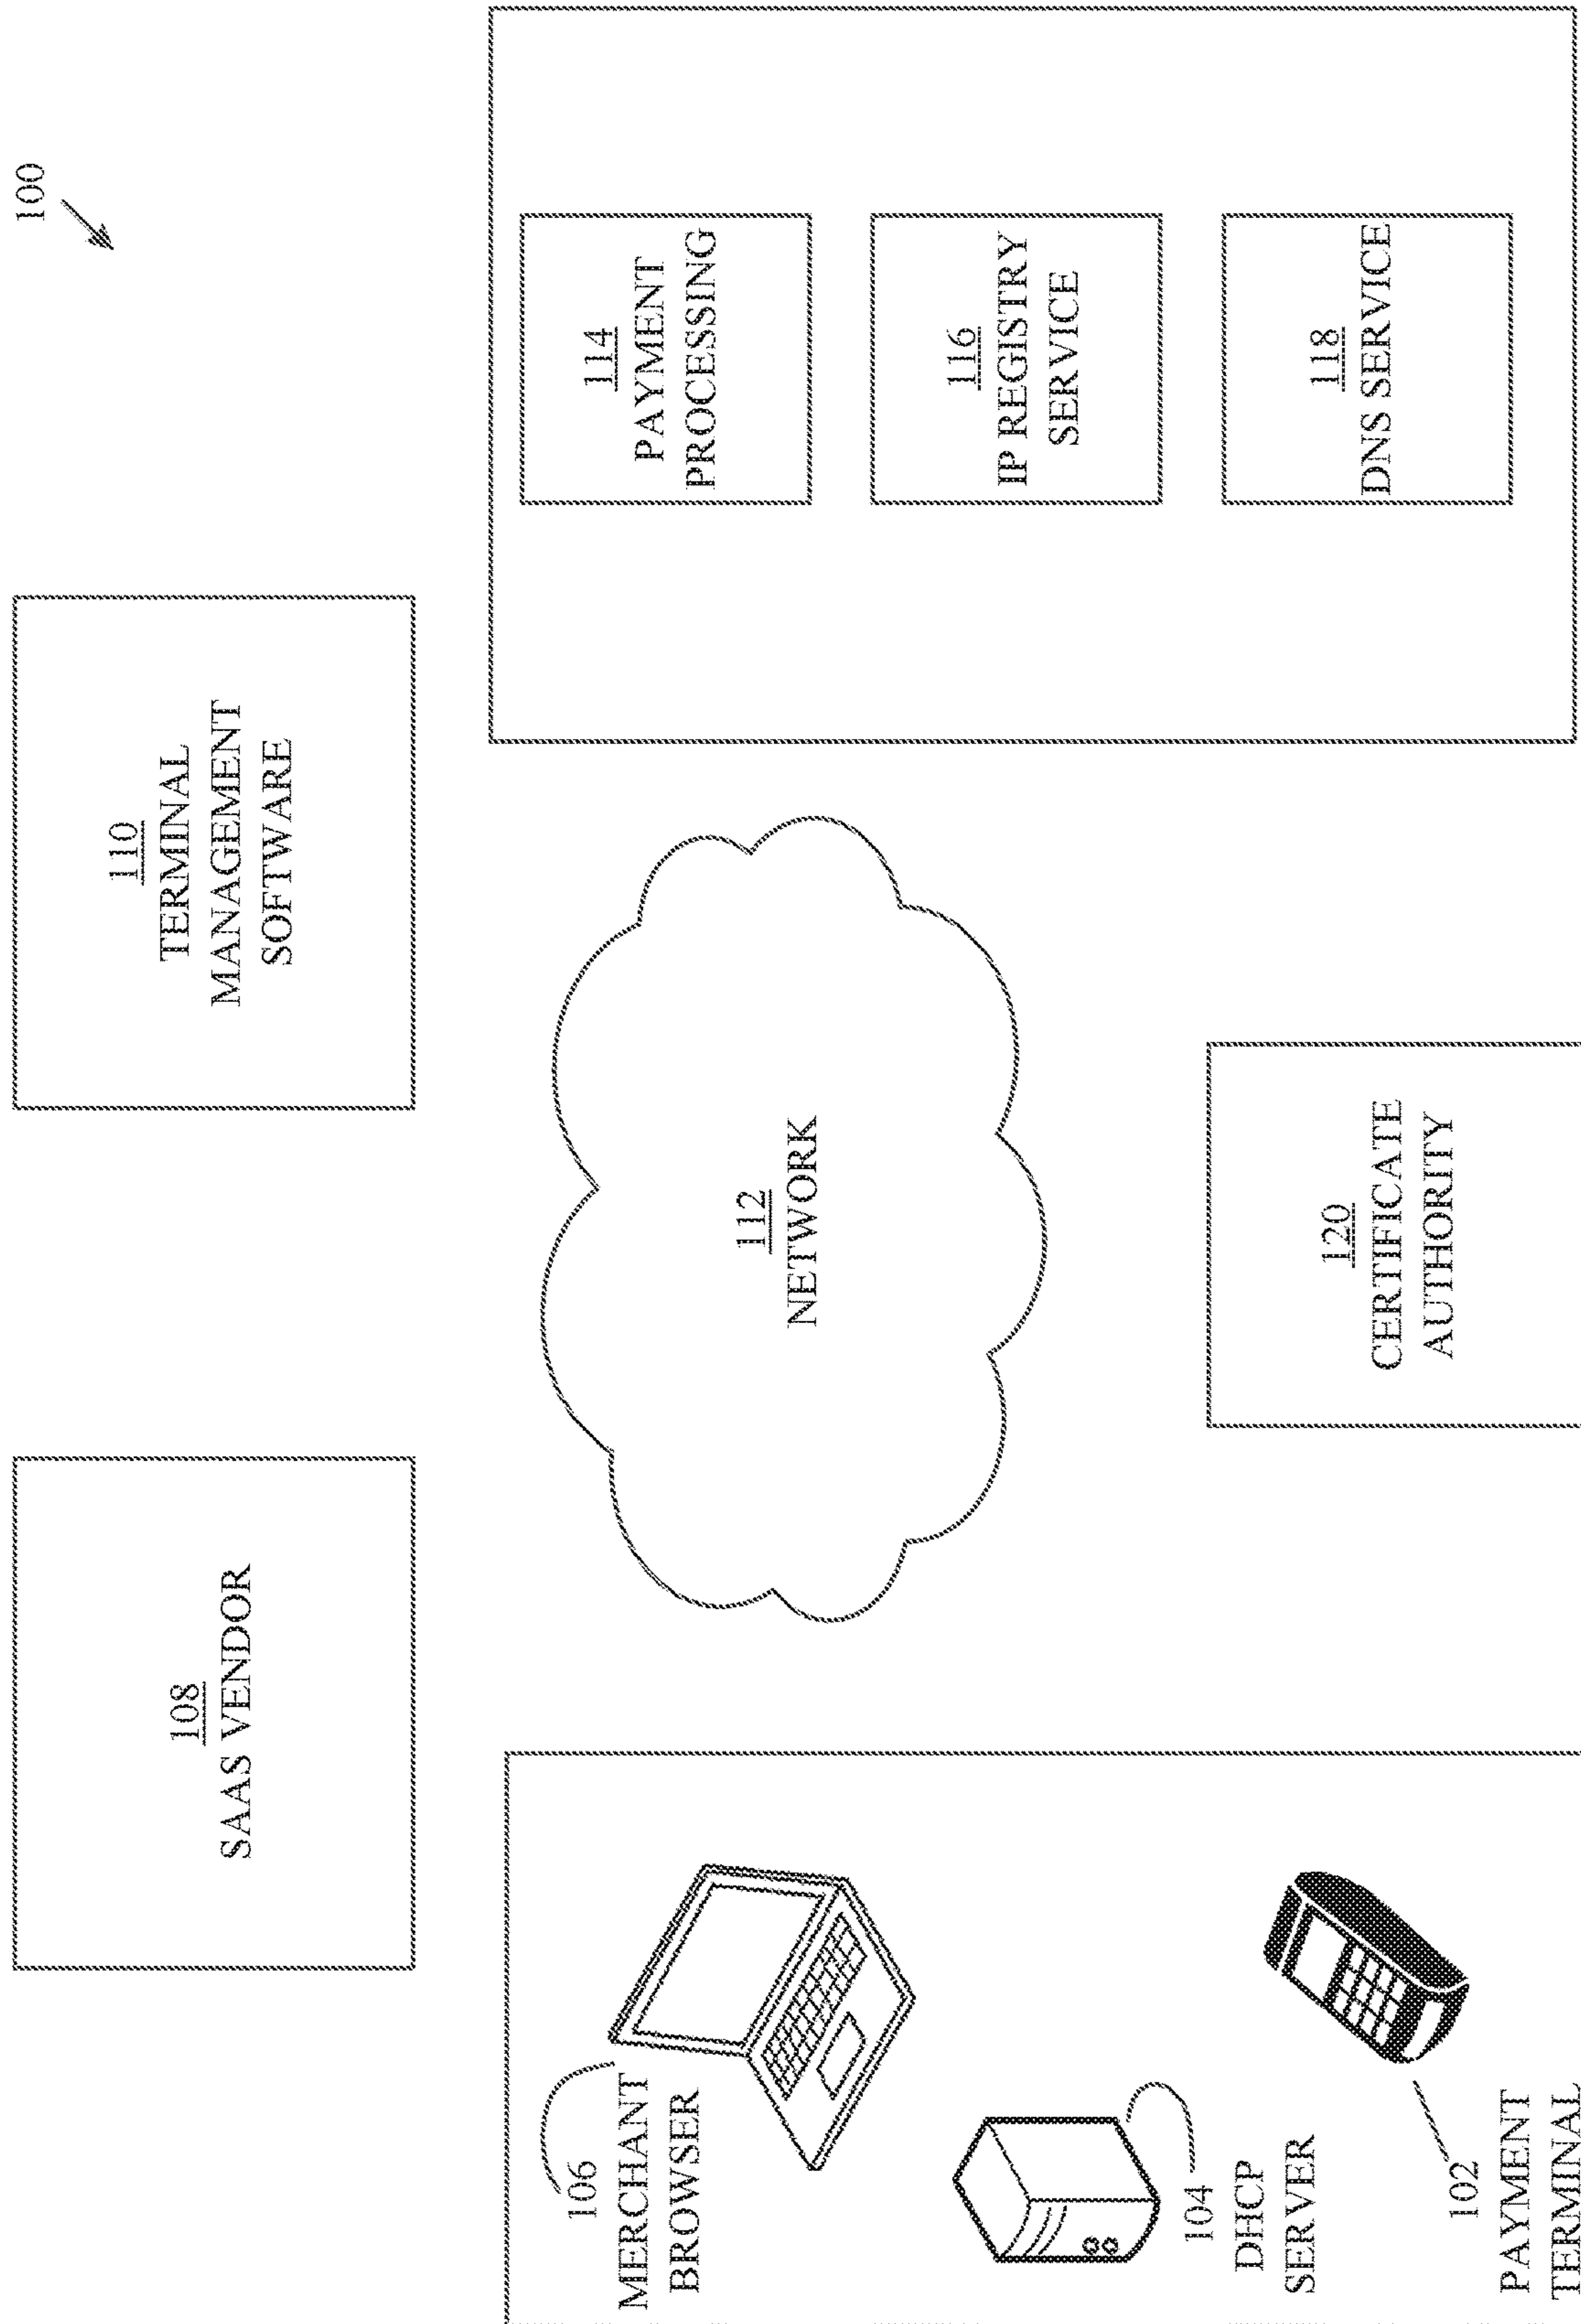 100
108
SAAS VENDOR
110
TERMINAL
MANAGEMENT
SOFTWARE
106
MERCHANT
BROWSER
104
DHCP
SERVER
102
PAYMENT
TERMINAL
112
NETWORK
120
CERTIFICATE
AUTHORITY
114
PAYMENT
PROCESSING
116
IP REGISTRY
SERVICE
118
DNS SERVICE